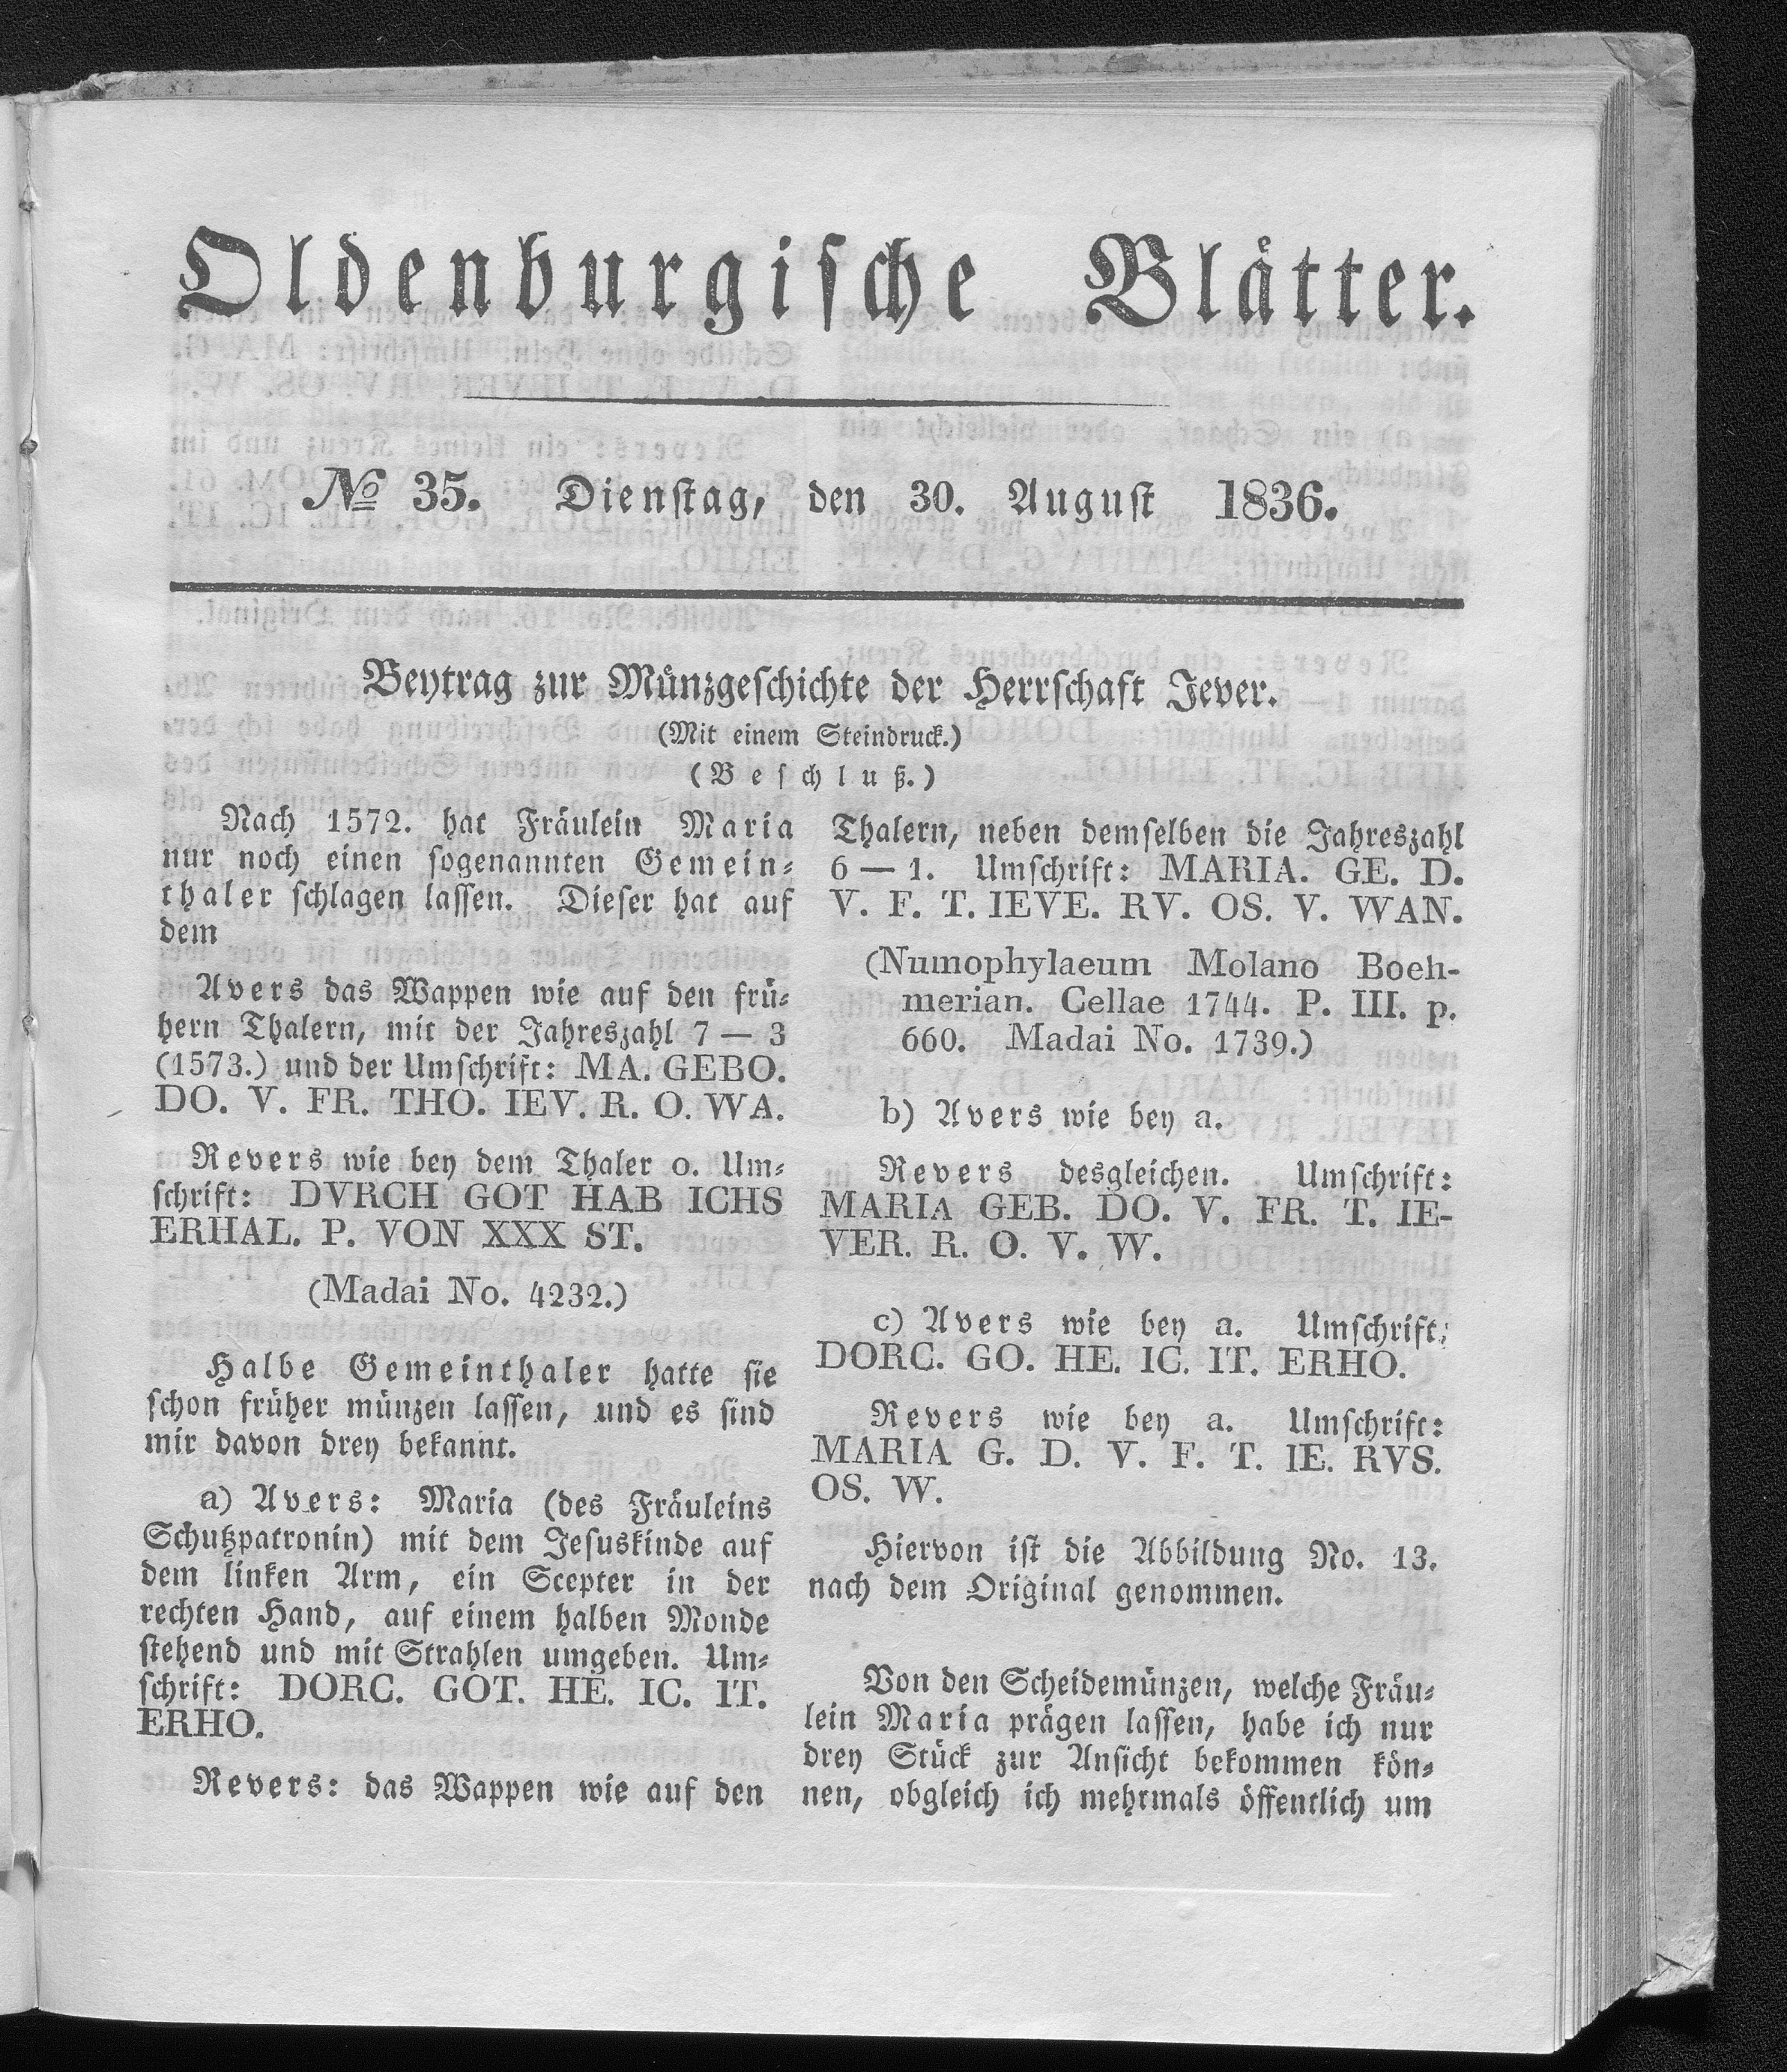 Oldenburgische Blätter.
No 35. Dienstag, den 30. August 1836.
Beytrag zur Münzgeschichte der Herrschaft Jever.
(Mit einem Steindruck.)
(Beschluß.)
Nach 1572. hat Fräulein Maria
nur noch einen sogenannten Gemein-
thaler schlagen lassen. Dieser hat auf
dem
Avers das Wappen wie auf den frü-
hern Thalern, mit der Jahreszahl 7 — 3
(1573.) und der Umschrift: MA. GEBO.
DO. V. FR. THO. IEV. R. O. WA.
Revers wie bey dem Thaler o. Um-
schrift: DVRCH GOT HAB ICHS
ERHAL. P. VON XXX ST.
(Madai No. 4232.)
Halbe Gemeinthaler hatte sie
schon früher münzen lassen, und es sind
mir davon drey bekannt.
a) Avers: Maria (des Fräuleins
Schutzpatronin) mit dem Jesuskinde auf
dem linken Arm, ein Scepter in der
rechten Hand, auf einem halben Monde
stehend und mit Strahlen umgeben. Um-
schrift: DORC. GOT. HE. IC. IT.
ERHO.
Revers: das Wappen wie auf den
Thalern, neben demselben die Jahreszahl
6 — 1. Umschrift: MARIA. GE. D.
V. F. T. IEVE. RV. OS. V. WAN.
(Numophylaeum Molano Boeh-
merian. Cellae 1744. P. III. p.
660. Madai No. 1739.)
b) Avers wie bey a.
Revers desgleichen. Umschrift:
MARIA GEB. DO. V. FR. T. IE-
VER. R. O. V. W.
c) Avers wie bey a. Umschrift:
DORC. GO. HE. IC. IT. ERHO.
Revers wie bey a. Umschrift:
MARIA G. D. V. F. T. IE. RVS.
OS. W.
Hiervon ist die Abbildung No. 13.
nach dem Original genommen.
Von den Scheidemünzen, welche Fräu-
lein Maria prägen lassen, habe ich nur
drey Stück zur Ansicht bekommen kön-
nen, obgleich ich mehrmals öffentlich um